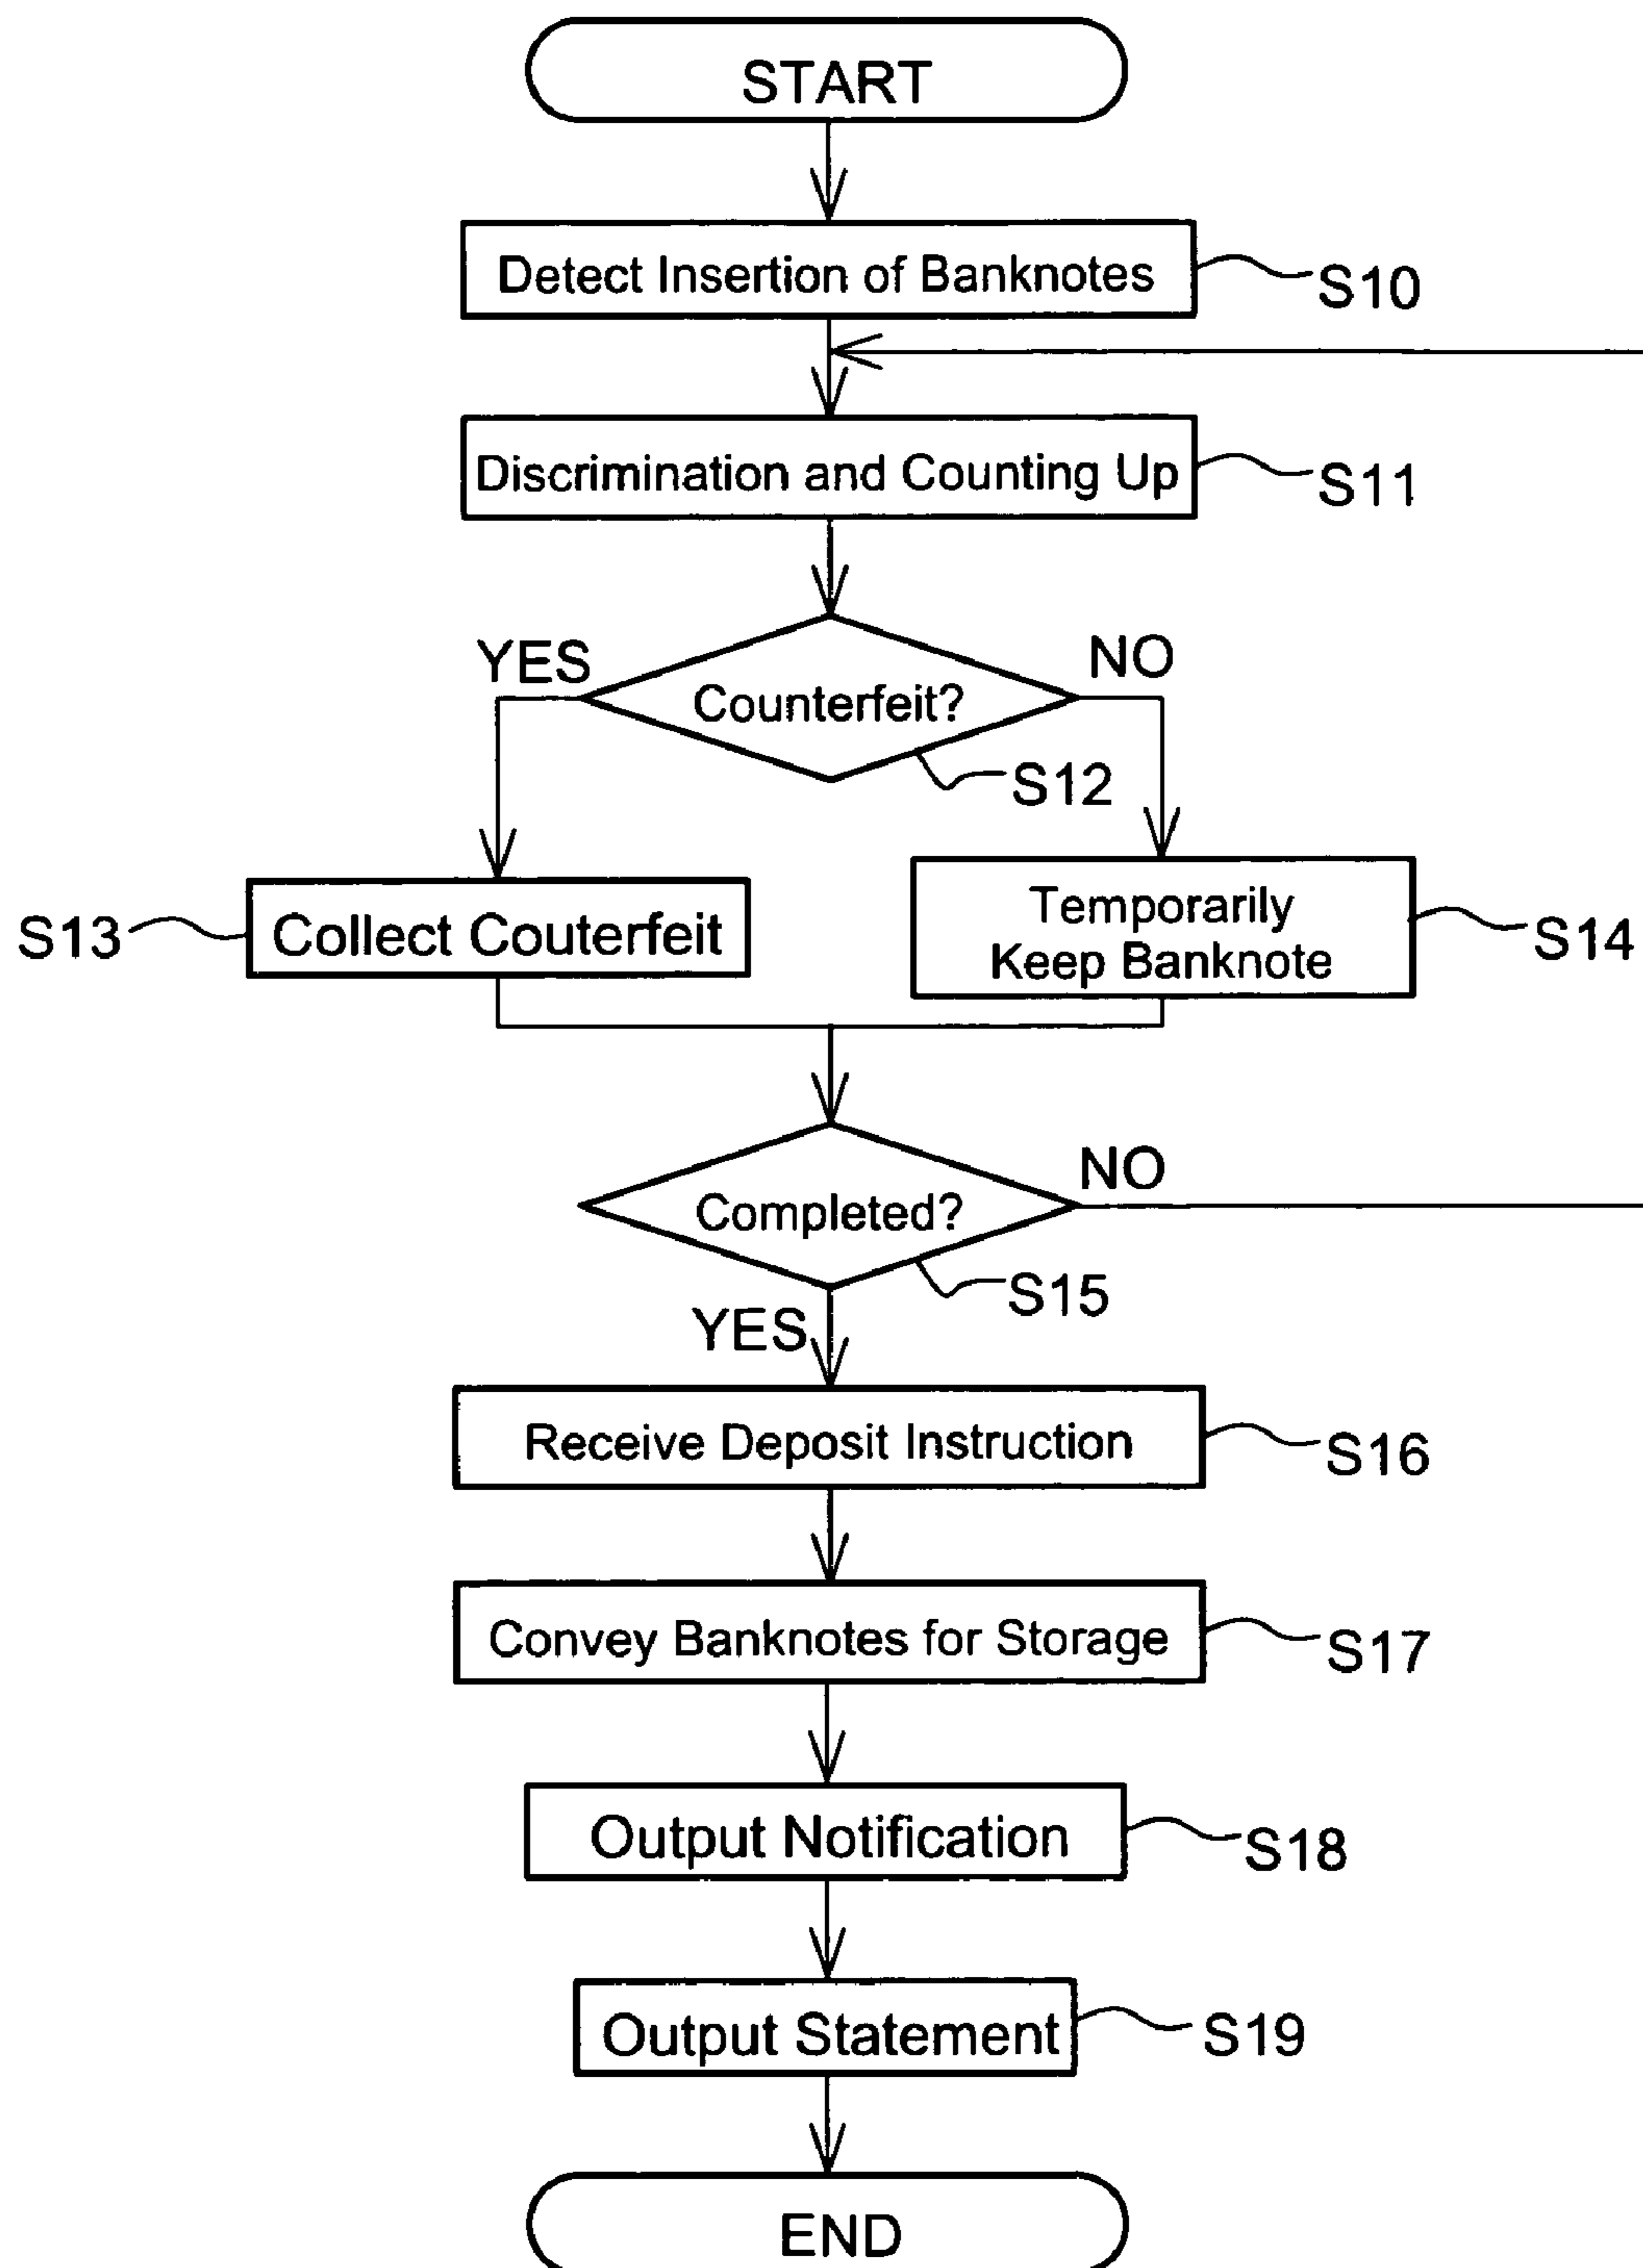 START
Detect Insertion of Banknotes
S10
Discrimination and Counting Up
S11
YES
NO
Counterfeit?
S12
S13
Collect Couterfeit
Temporarily
Keep Banknote
S14
NO
Completed?
S15
YES
Receive Deposit Instruction
S16
Convey Banknotes for Storage
S17
Output Notification
S18
Output Statement
S19
END